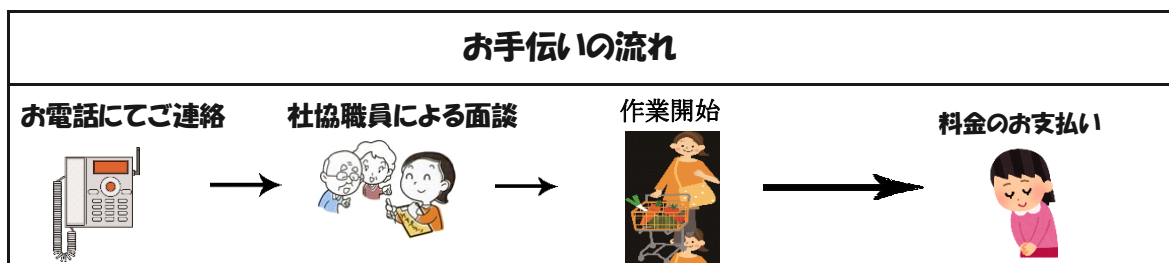 お手伝いの流れ
お電話にてご連絡
社協職員による面談
作業開始
料金のお支払い